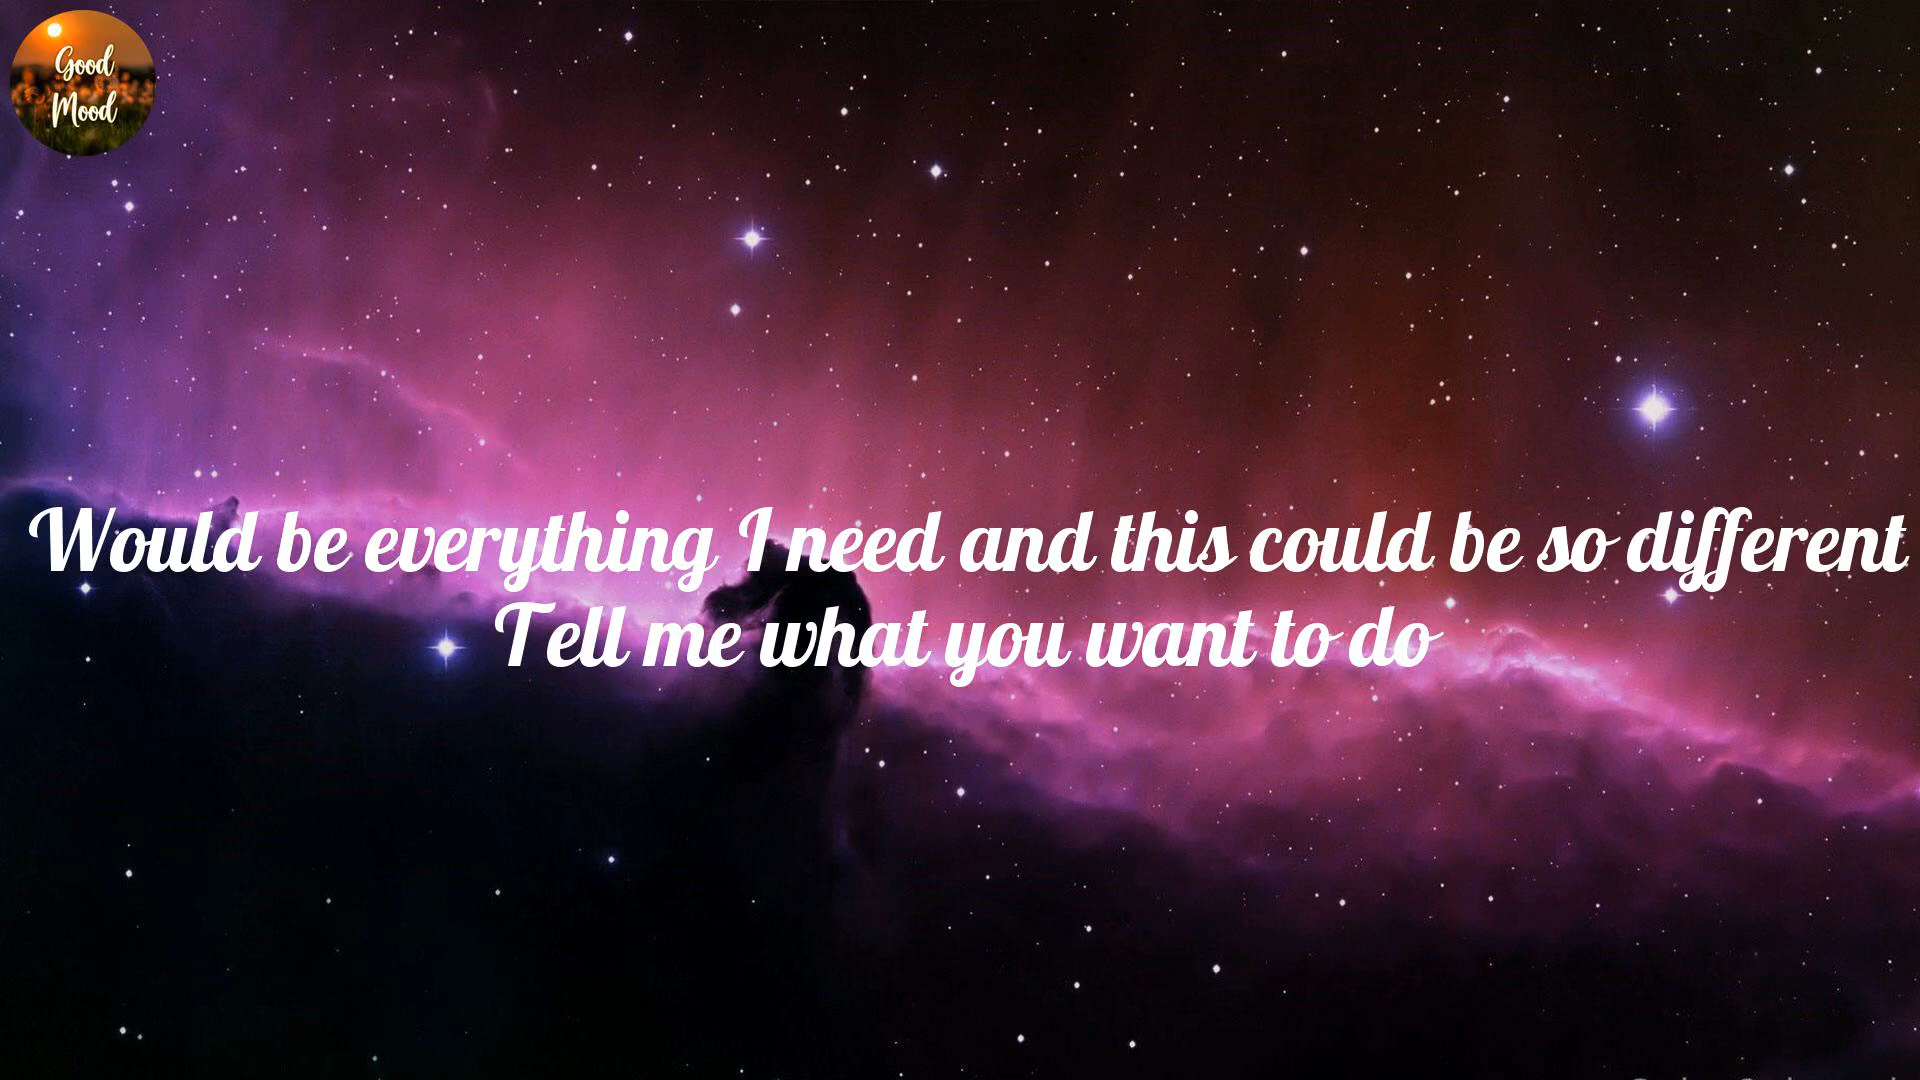 Good
Mood
Would be everything I need and this could be so different
Tell me what you want to do